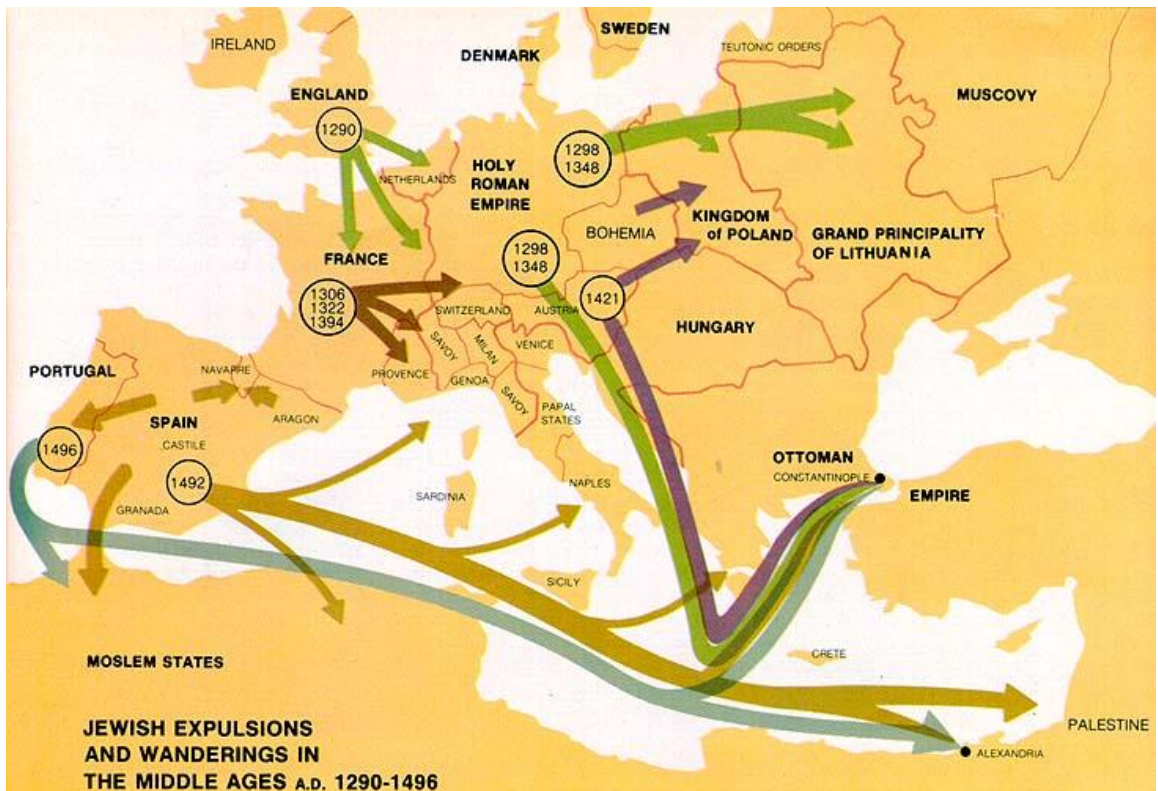 SWEDEN
IRELAND
DENMARK
TEUTONIC ORDERS
ENGLAND
MUSCOVY
1290
1298
1348
HOLY
ROMAN
EMPIRE
NETHERLANDS
BOHEMIA
KINGDOM
of POLAND
GRAND PRINCIPALITY
OF LITHUANIA
1298
1348
FRANCE
1306
1322
1394
1421
SWITZERLAND
AUSTRIA
HUNGARY
SAVOY
MILAN
VENICE
PORTUGAL
NAVARRE
PROVENCE
GENOA
SAVOY
PAPAL
STATES
ARAGON
SPAIN
CASTILE
1496
1492
OTTOMAN
CONSTANTINOPLE
EMPIRE
NAPLES
SARDINIA
GRANADA
SICILY
CRETE
MOSLEM STATES
PALESTINE
ALEXANDRIA
JEWISH EXPULSIONS
AND WANDERINGS IN
THE MIDDLE AGES A.D. 1290-1496